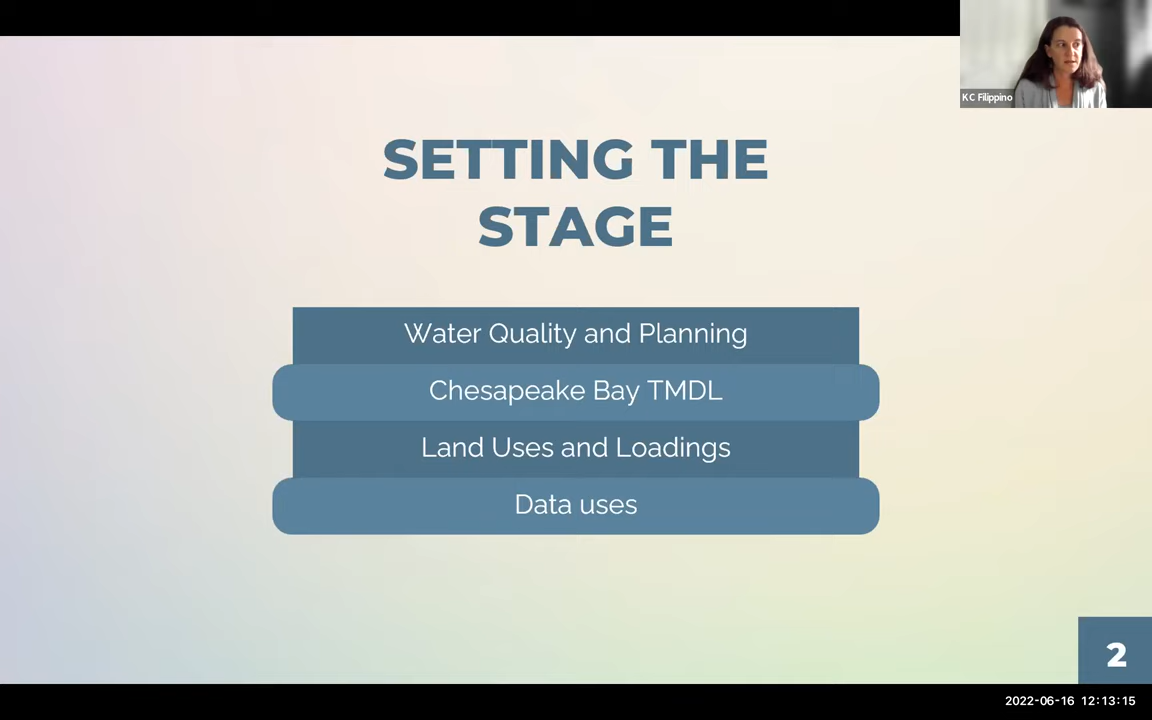 KC Filippino
SETTING THE
STAGE
Water Quality and Planning
Chesapeake Bay TMDL
Land Uses and Loadings
Data uses
2
2022-06-16 12:13:15